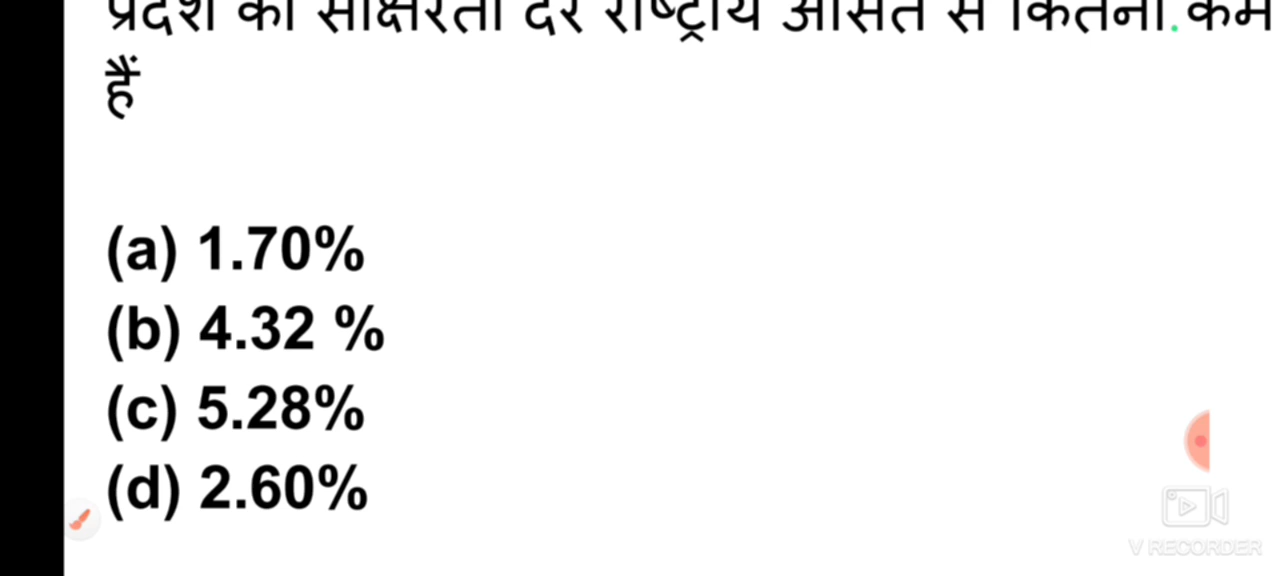 प्रदेश की साक्षरता दर राष्ट्रीय औसत से कितनी कम
हैं
(a) 1.70%
(b) 4.32 %
(c) 5.28%
(d) 2.60%
V RECORDER